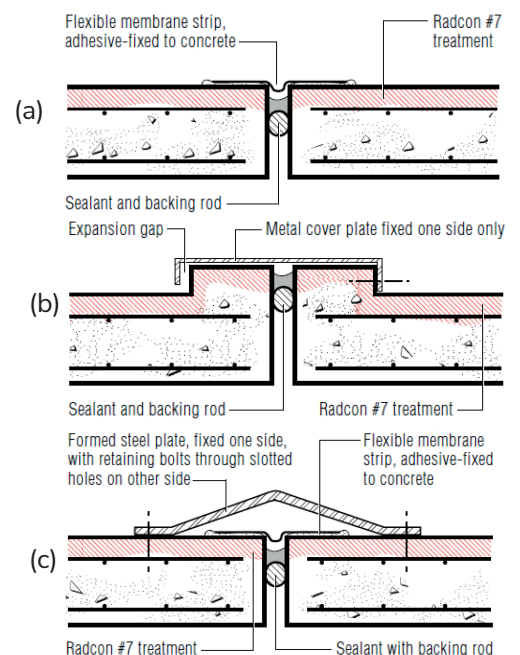 Flexible membrane strip,
adhesive-fixed to concrete
Radcon #7
treatment
(a)
Sealant and backing rod
Expansion gap
Metal cover plate fixed one side only
(b)
Sealant and backing rod
Radcon #7 treatment
Formed steel plate, fixed one side,
with retaining bolts through slotted
holes on other side
Flexible membrane
strip, adhesive-fixed
to concrete
(c)
Radcon #7 treatment
Sealant with backing rod